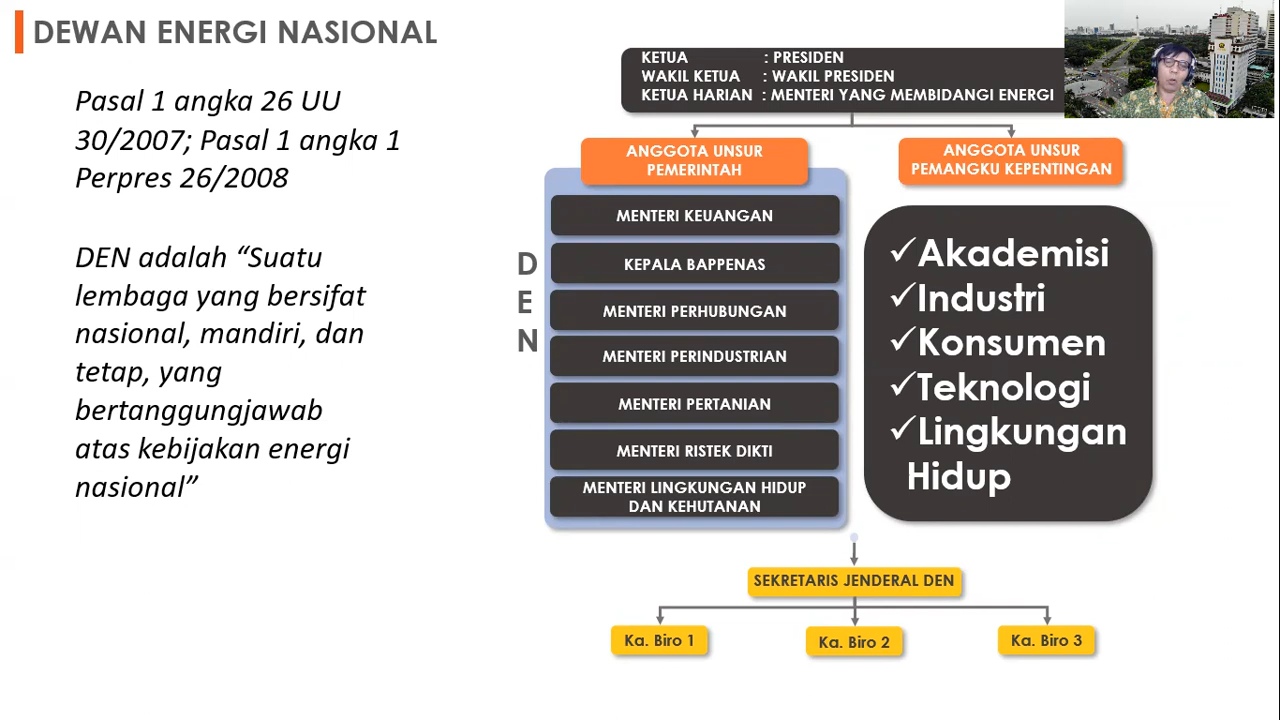 DEWAN ENERGI NASIONAL
Pasal 1 angka 26 UU
30/2007; Pasal 1 angka 1
Perpres 26/2008
DEN adalah “Suatu
lembaga yang bersifat
nasional, mandiri, dan
tetap, yang
bertanggungjawab
atas kebijakan energi
nasional”
KETUA : PRESIDEN
WAKIL KETUA : WAKIL PRESIDEN
KETUA HARIAN : MENTERI YANG MEMBIDANGI ENERGI
ANGGOTA UNSUR
PEMERINTAH
D
E
N
MENTERI KEUANGAN
KEPALA BAPPENAS
MENTERI PERHUBUNGAN
MENTERI PERINDUSTRIAN
MENTERI PERTANIAN
MENTERI RISTEK DIKTI
MENTERI LINGKUNGAN HIDUP
DAN KEHUTANAN
ANGGOTA UNSUR
PEMANGKU KEPENTINGAN
✓Akademisi
✓Industri
✓Konsumen
✓Teknologi
✓Lingkungan
Hidup
SEKRETARIS JENDERAL DEN
Ka. Biro 1
Ka. Biro 2
Ka. Biro 3